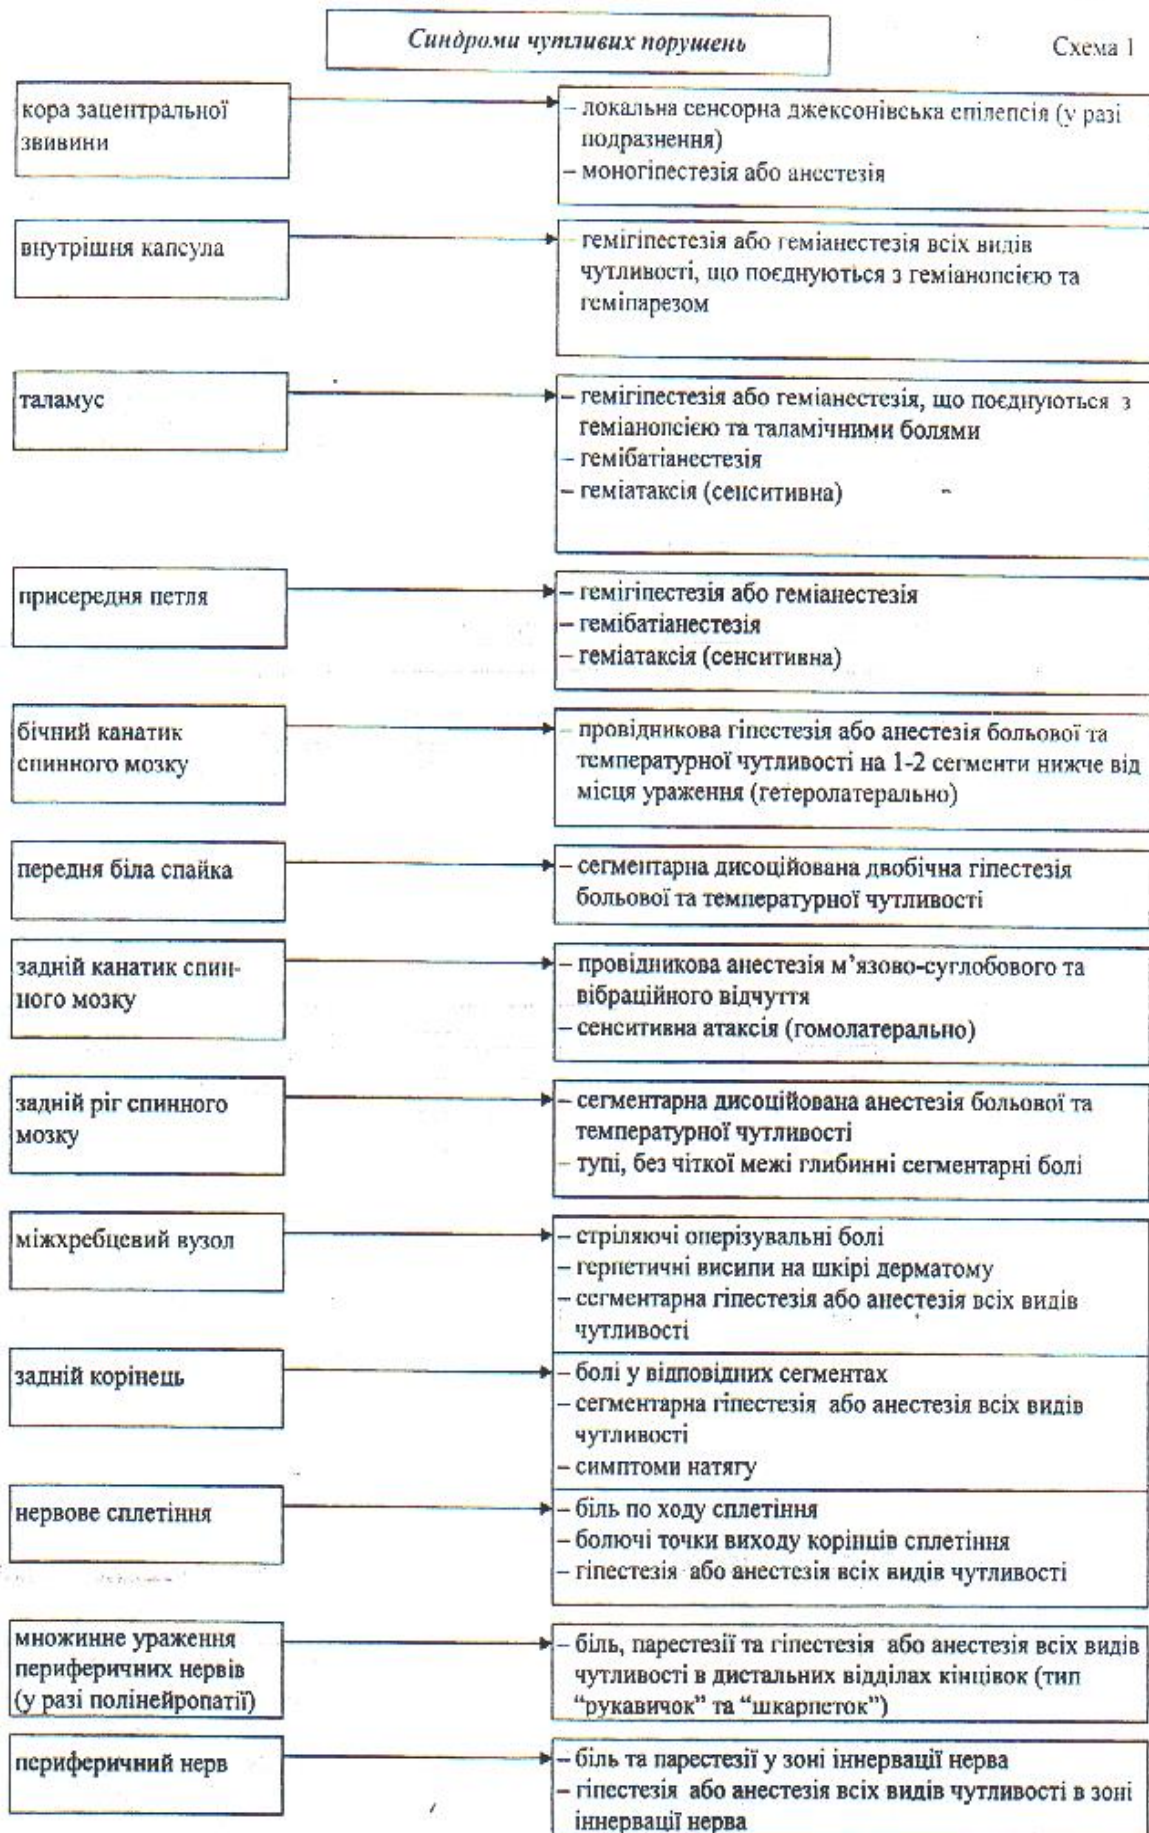 Синдроми чутливих порушень
Схема 1
кора зацентральної
звивини
– локальна сенсорна джексонівська епілепсія (у разі
подразнення)
– моногіпестезія або анестезія
внутрішня капсула
– гемігіпестезія або геміанестезія всіх видів
чутливості, що поєднуються з геміанопсією та
геміпарезом
таламус
– гемігіпестезія або геміанестезія, що поєднуються з
геміанопсією та таламічними болями
– гемібатіанестезія
– геміатаксія (сенситивна)
присередня петля
– гемігіпестезія або геміанестезія
– гемібатіанестезія
– геміатаксія (сенситивна)
бічний канатик
спинного мозку
– провідникова гіпестезія або анестезія больової та
температурної чутливості на 1-2 сегменти нижче від
місця ураження (гетеролатерально)
передня біла спайка
– сегментарна дисоційована двобічна гіпестезія
больової та температурної чутливості
задній канатик спин-
ного мозку
– провідникова анестезія м’язово-суглобового та
вібраційного відчуття
– сенситивна атаксія (гомолатерально)
задній ріг спинного
мозку
– сегментарна дисоційована анестезія больової та
температурної чутливості
– тупі, без чіткої межі глибинні сегментарні болі
міжхребцевий вузол
– стріляючі оперізувальні болі
– герпетичні висипи на шкірі дерматому
– сегментарна гіпестезія або анестезія всіх видів
чутливості
задній корінець
– болі у відповідних сегментах
– сегментарна гіпестезія або анестезія всіх видів
чутливості
– симптоми натягу
нервове сплетіння
– біль по ходу сплетіння
– болючі точки виходу корінців сплетіння
– гіпестезія або анестезія всіх видів чутливості
множинне ураження
периферичних нервів
(у разі полінейропатії)
– біль, парестезії та гіпестезія або анестезія всіх видів
чутливості в дистальних відділах кінцівок (тип
“рукавичок” та “шкарпеток”)
периферичний нерв
– біль та парестезії у зоні іннервації нерва
– гіпестезія або анестезія всіх видів чутливості в зоні
іннервації нерва